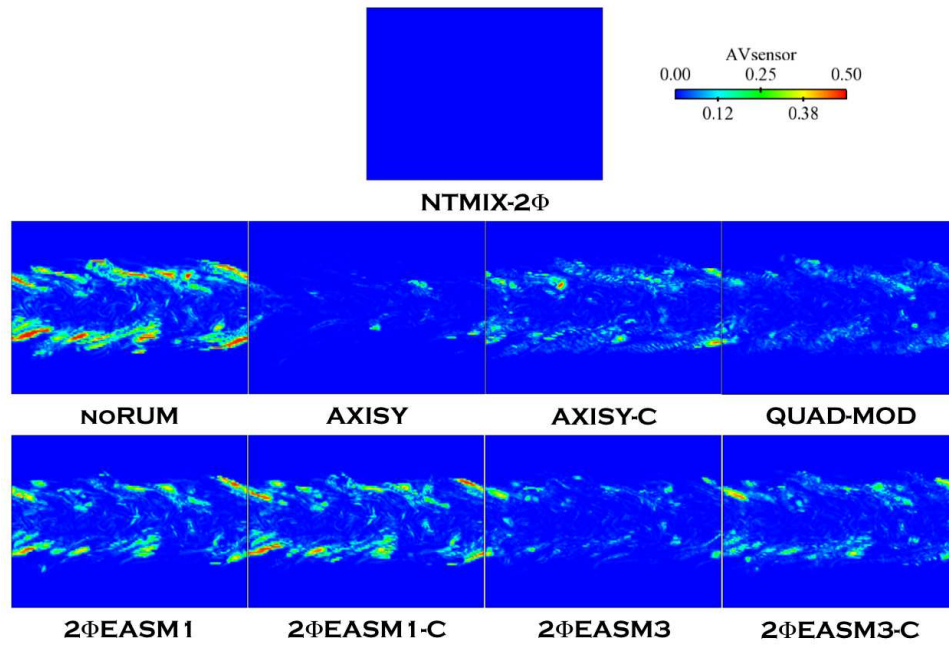 AVsensor
0.00 0.25 0.50
0.12 0.38
NTMIX-2Φ
NORUM AXISY AXISY-C QUAD-MOD
2ΦEASM1 2ΦEASM1-C 2ΦEASM3 2ΦEASM3-C